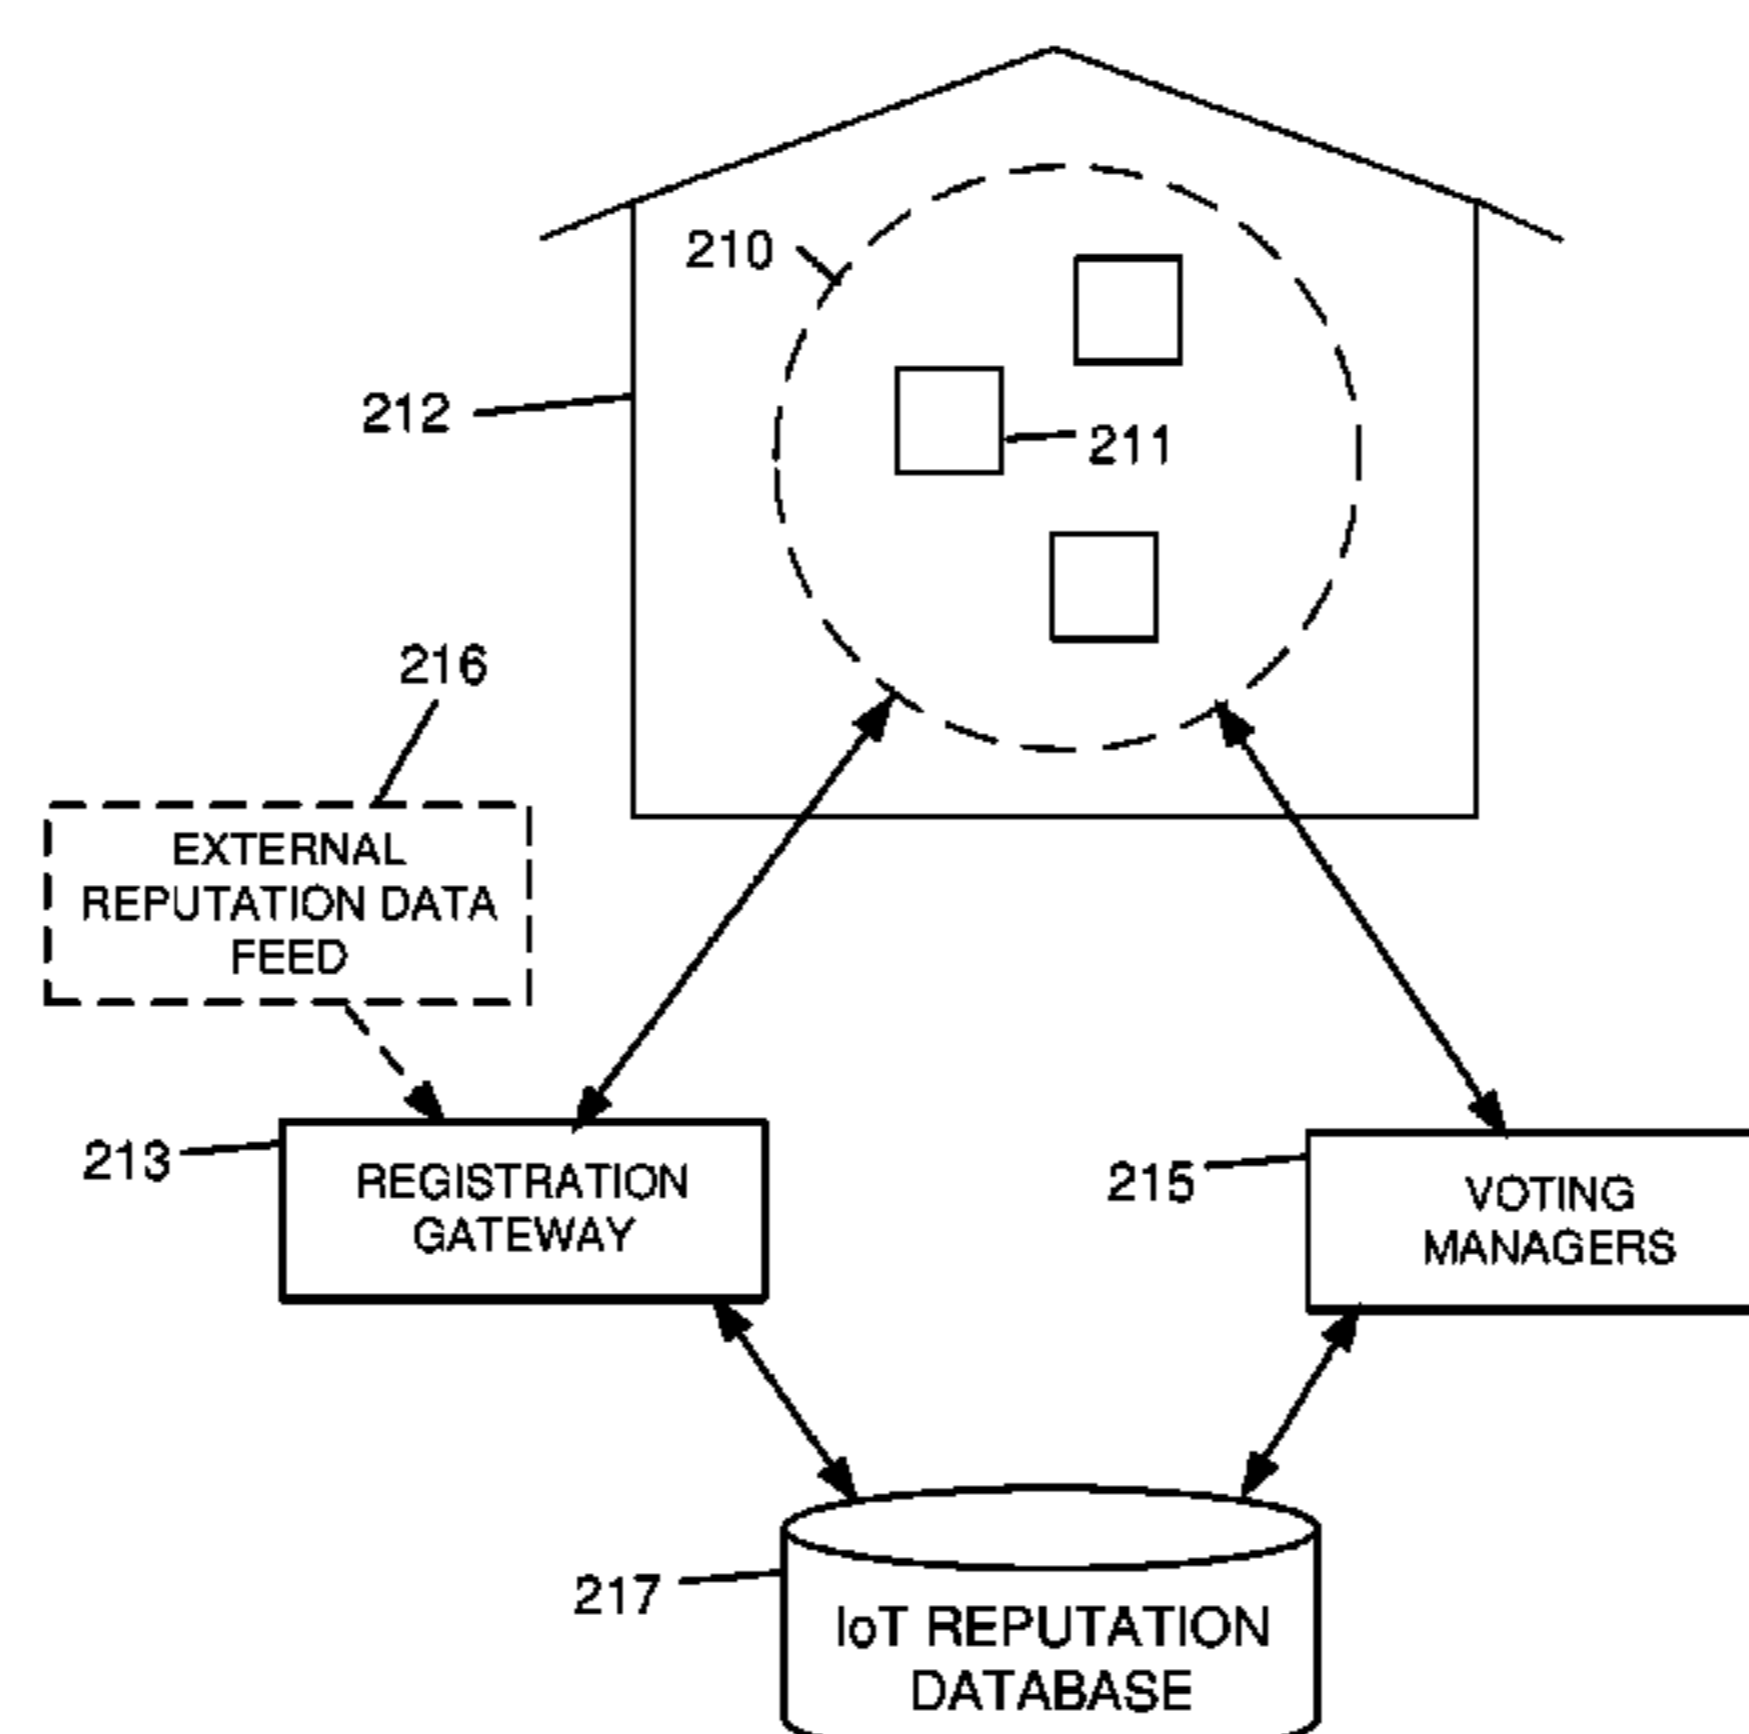 210
212
211
216
EXTERNAL
REPUTATION DATA
FEED
213
REGISTRATION
GATEWAY
215
VOTING
MANAGERS
217
IoT REPUTATION
DATABASE